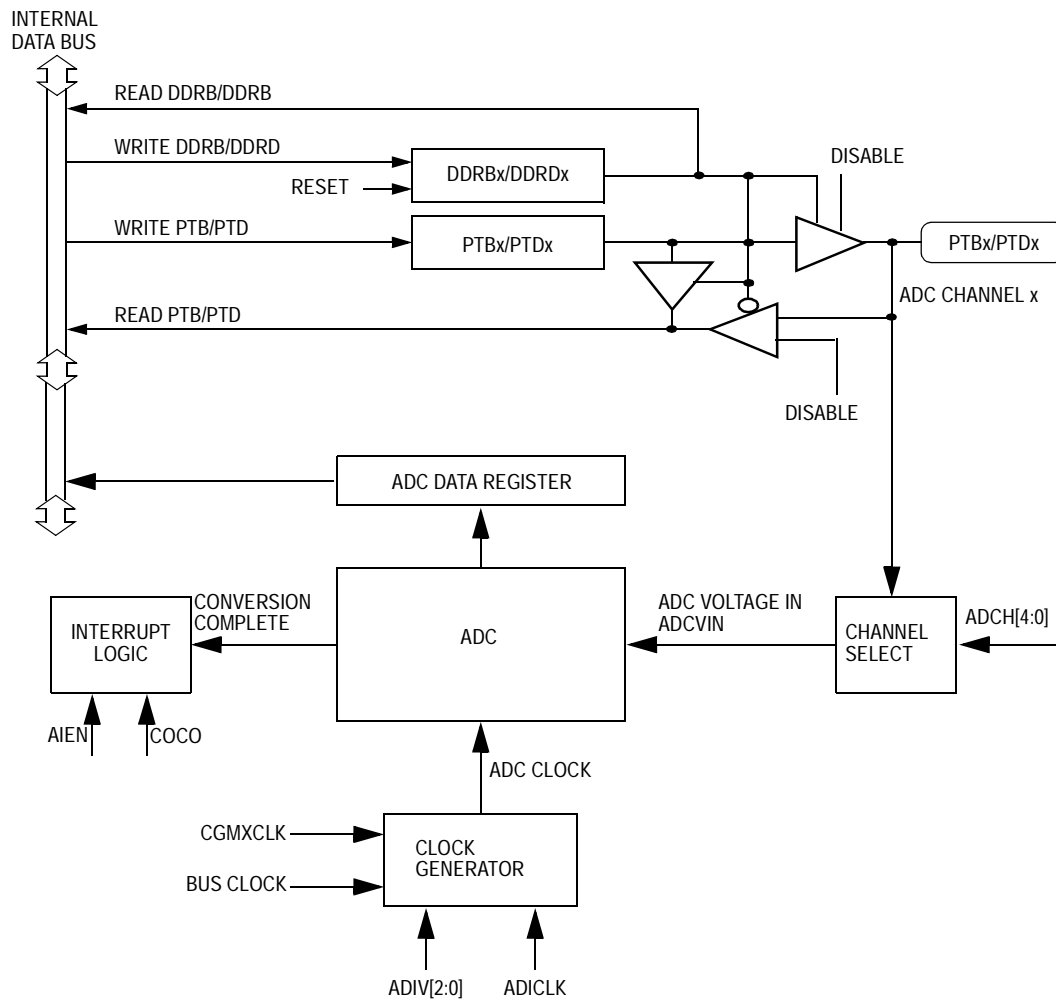 INTERNAL
DATA BUS
READ DDRB/DDRB
WRITE DDRB/DDRD
DISABLE
DDRBx/DDRDx
RESET
WRITE PTB/PTD
PTBx/PTDx
PTBx/PTDx
ADC CHANNEL x
READ PTB/PTD
DISABLE
ADC DATA REGISTER
CONVERSION
COMPLETE
ADC VOLTAGE IN
ADCVIN
INTERRUPT
LOGIC
ADC
CHANNEL
SELECT
ADCH[4:0]
AIEN
COCO
ADC CLOCK
CGMXCLK
CLOCK
GENERATOR
BUS CLOCK
ADIV[2:0]
ADICLK